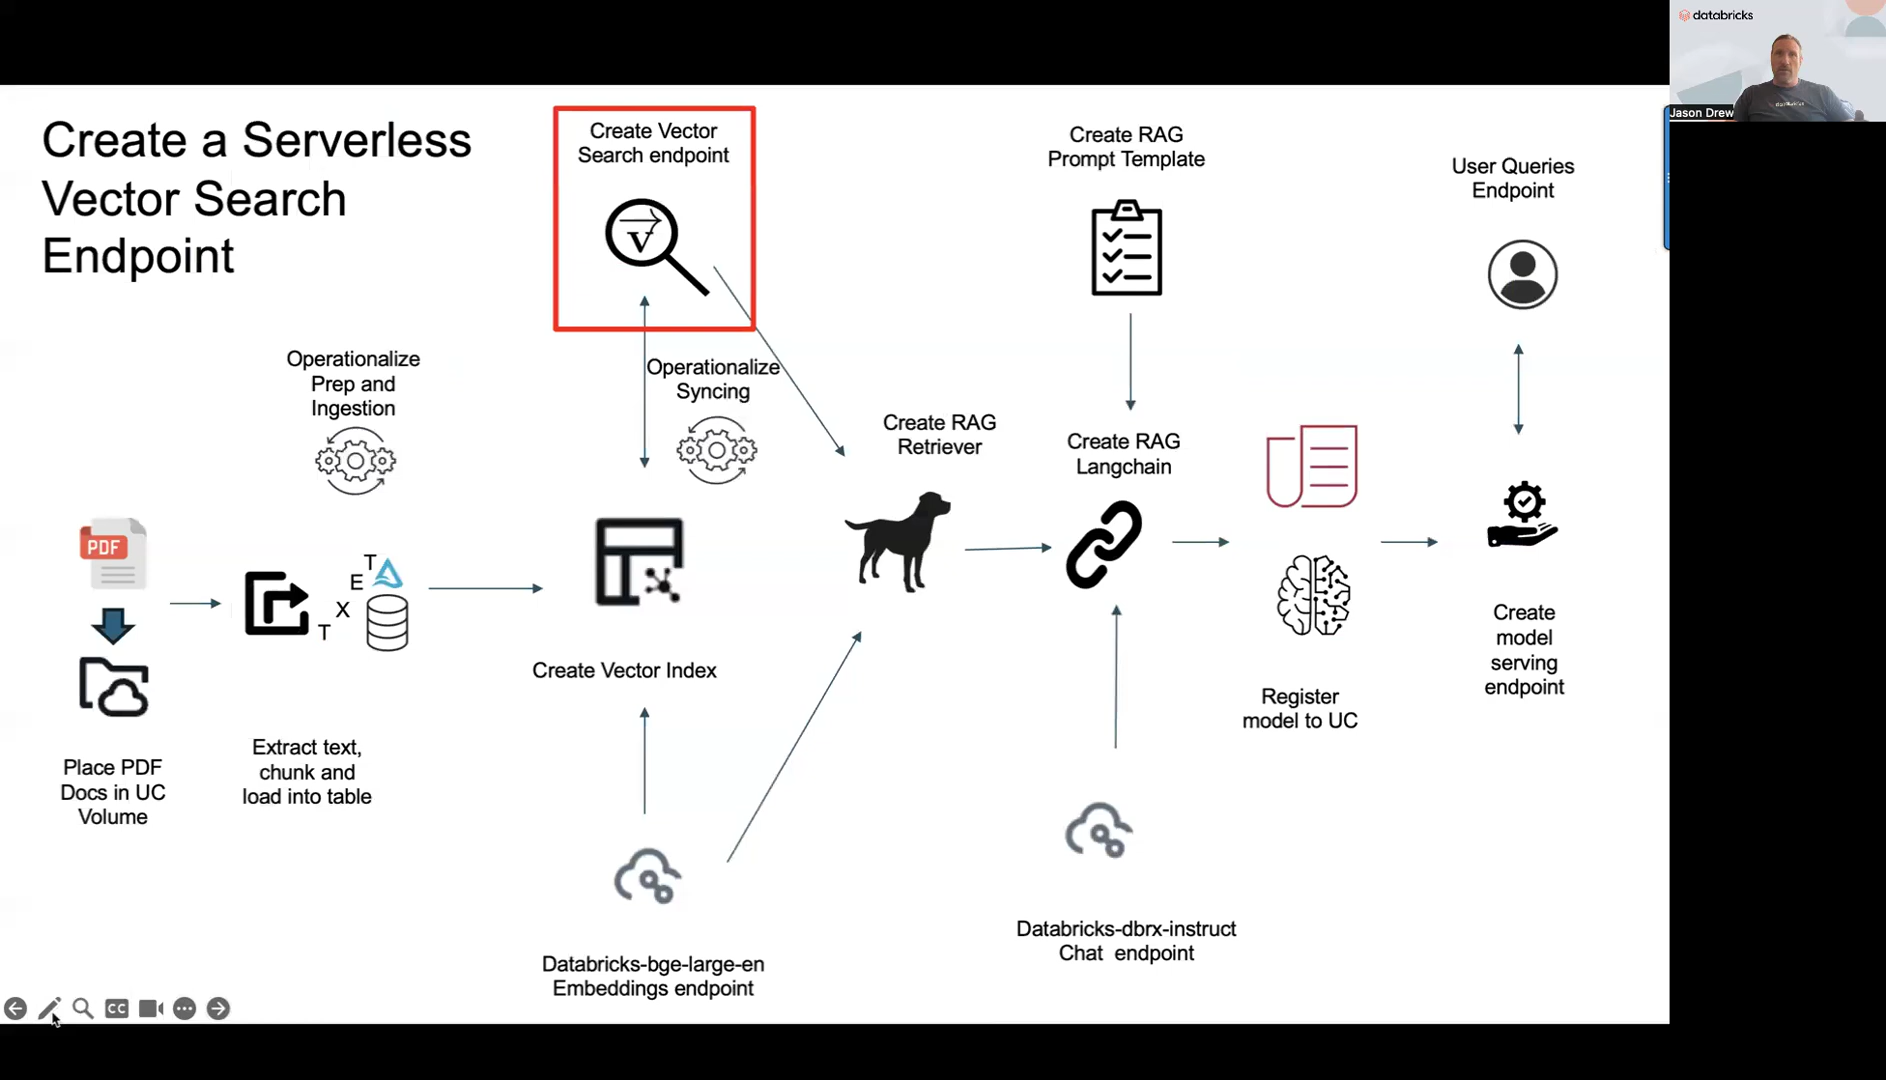 databricks
Jason Drew
Create a Serverless
Vector Search
Endpoint
Create Vector
Search endpoint
V
Create RAG
Prompt Template
User Queries
Endpoint
Operationalize
Prep and
Ingestion
Operationalize
Syncing
Create RAG
Retriever
Create RAG
Langchain
PDF
T
E
X
T
Create Vector Index
Create
model
serving
endpoint
Register
model to UC
Place PDF
Docs in UC
Volume
Extract text,
chunk and
load into table
Databricks-bge-large-en
Embeddings endpoint
Databricks-dbrx-instruct
Chat endpoint
CC